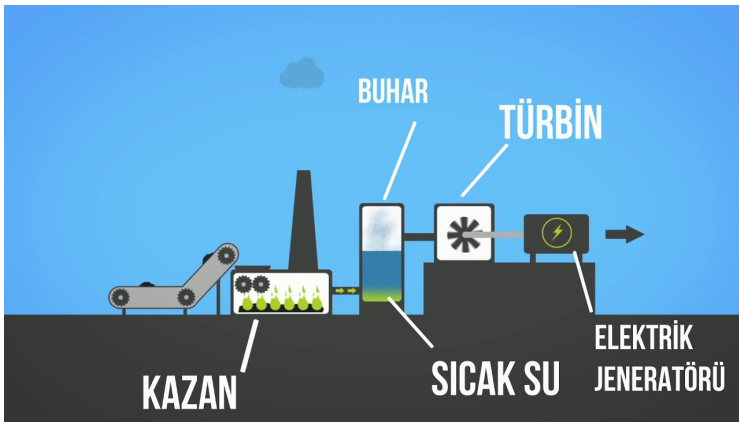 BUHAR
TÜRBİN
KAZAN
SICAK SU
ELEKTRİK
JENERATÖRÜ